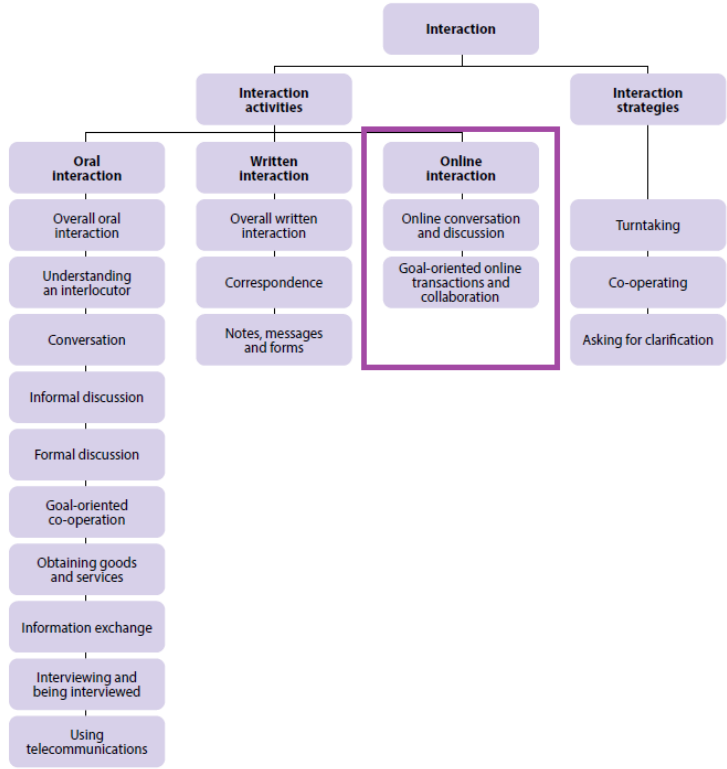 Interaction
Interaction
activities
Interaction
strategies
Oral
interaction
Written
interaction
Online
interaction
Overall oral
interaction
Overall written
interaction
Online conversation
and discussion
Turntaking
Understanding
an interlocutor
Correspondence
Goal-oriented online
transactions and
collaboration
Co-operating
Conversation
Notes, messages
and forms
Asking for clarification
Informal discussion
Formal discussion
Goal-oriented
co-operation
Obtaining goods
and services
Information exchange
Interviewing and
being interviewed
Using
telecommunications